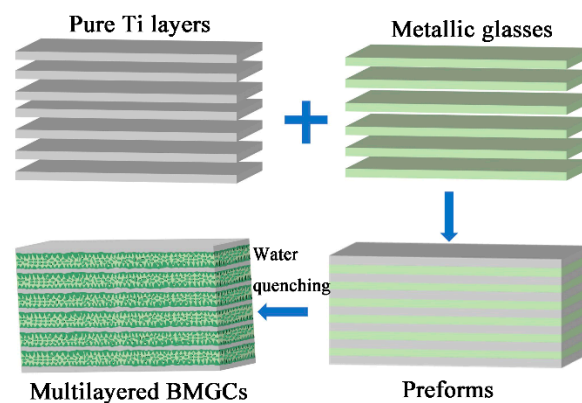 Pure Ti layers
Metallic glasses
Water
quenching
Multilayered BMGCs
Preforms